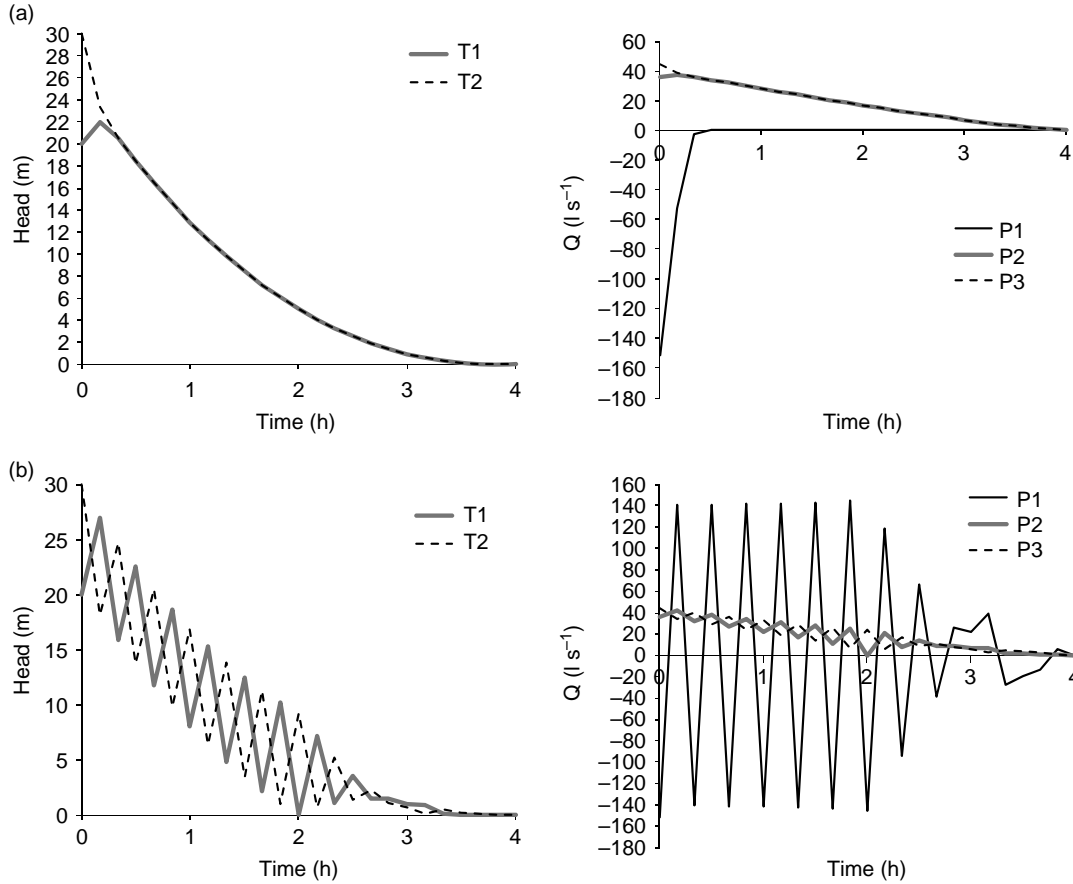 (a)
30
28
26
24
22
20
18
16
14
12
10
8
6
4
2
0
Head (m)
0 1 2 3 4
Time (h)
T1
T2
60
40
20
0
–20
–40
–60
–80
–100
–120
–140
–160
–180
Q (l s⁻¹)
0 1 2 3 4
Time (h)
P1
P2
P3
(b)
30
25
20
15
10
5
0
Head (m)
0 1 2 3 4
Time (h)
T1
T2
160
140
120
100
80
60
40
20
0
–20
–40
–60
–80
–100
–120
–140
–160
–180
Q (l s⁻¹)
0 1 2 3 4
Time (h)
P1
P2
P3